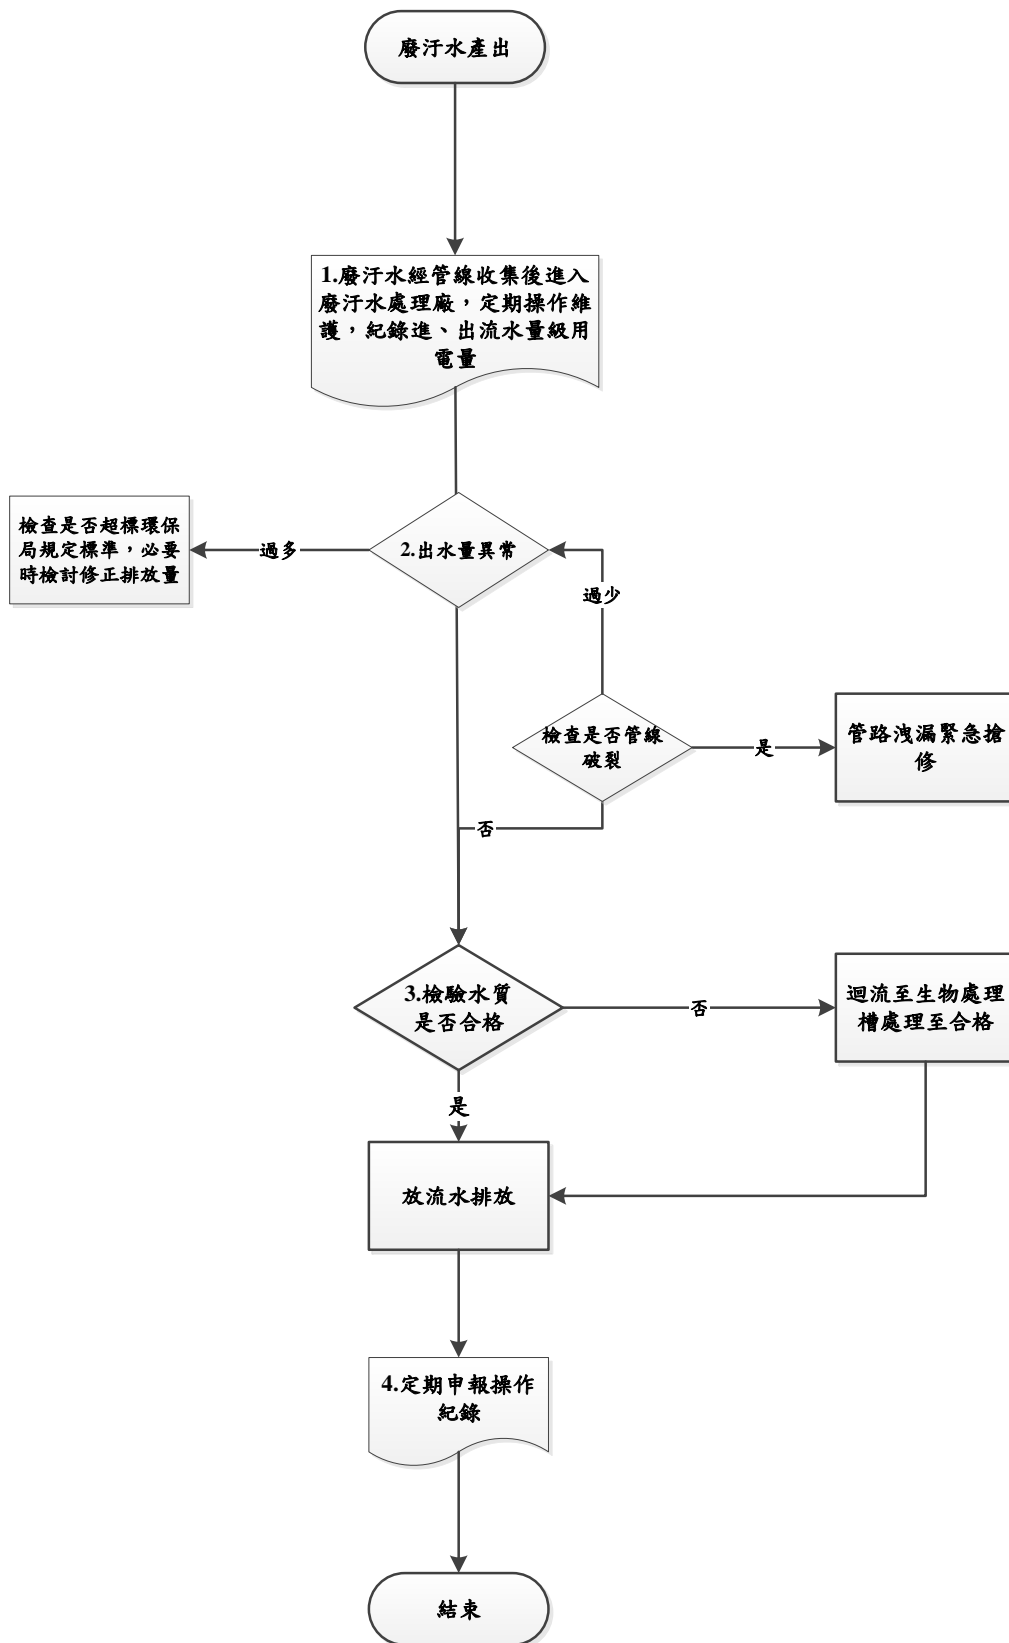 廢汙水產出
1.廢汙水經管線收集後進入
廢汙水處理廠，定期操作維
護，紀錄進、出流水量級用
電量
檢查是否超標環保
局規定標準，必要
時檢討修正排放量
過多
2.出水量異常
過少
檢查是否管線
破裂
是
管路洩漏緊急搶
修
否
3.檢驗水質
是否合格
否
迴流至生物處理
槽處理至合格
是
放流水排放
4.定期申報操作
紀錄
結束